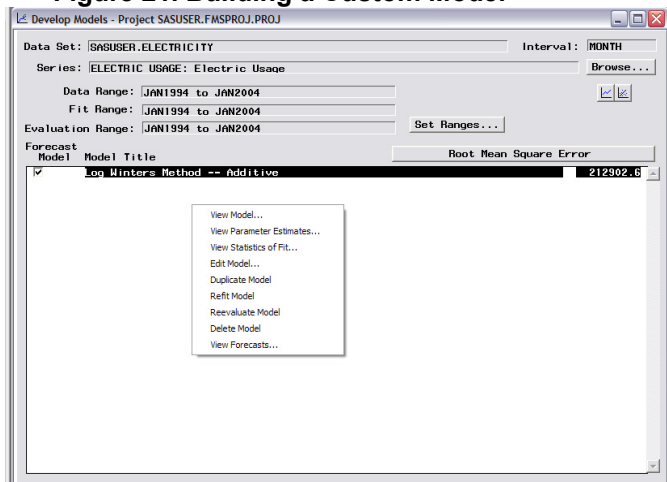 Figure 21: Building a Custom Model
Develop Models - Project SASUSER.FMSPROJ.PROJ
Data Set: SASUSER.ELECTRICITY Interval: MONTH
Series: ELECTRIC USAGE: Electric Usage Browse...
Data Range: JAN1994 to JAN2004
Fit Range: JAN1994 to JAN2004
Evaluation Range: JAN1994 to JAN2004 Set Ranges...
Forecast
Model Model Title Root Mean Square Error
Log Winters Method -- Additive 212902.6
View Model...
View Parameter Estimates...
View Statistics of Fit...
Edit Model...
Duplicate Model
Refit Model
Reevaluate Model
Delete Model
View Forecasts...